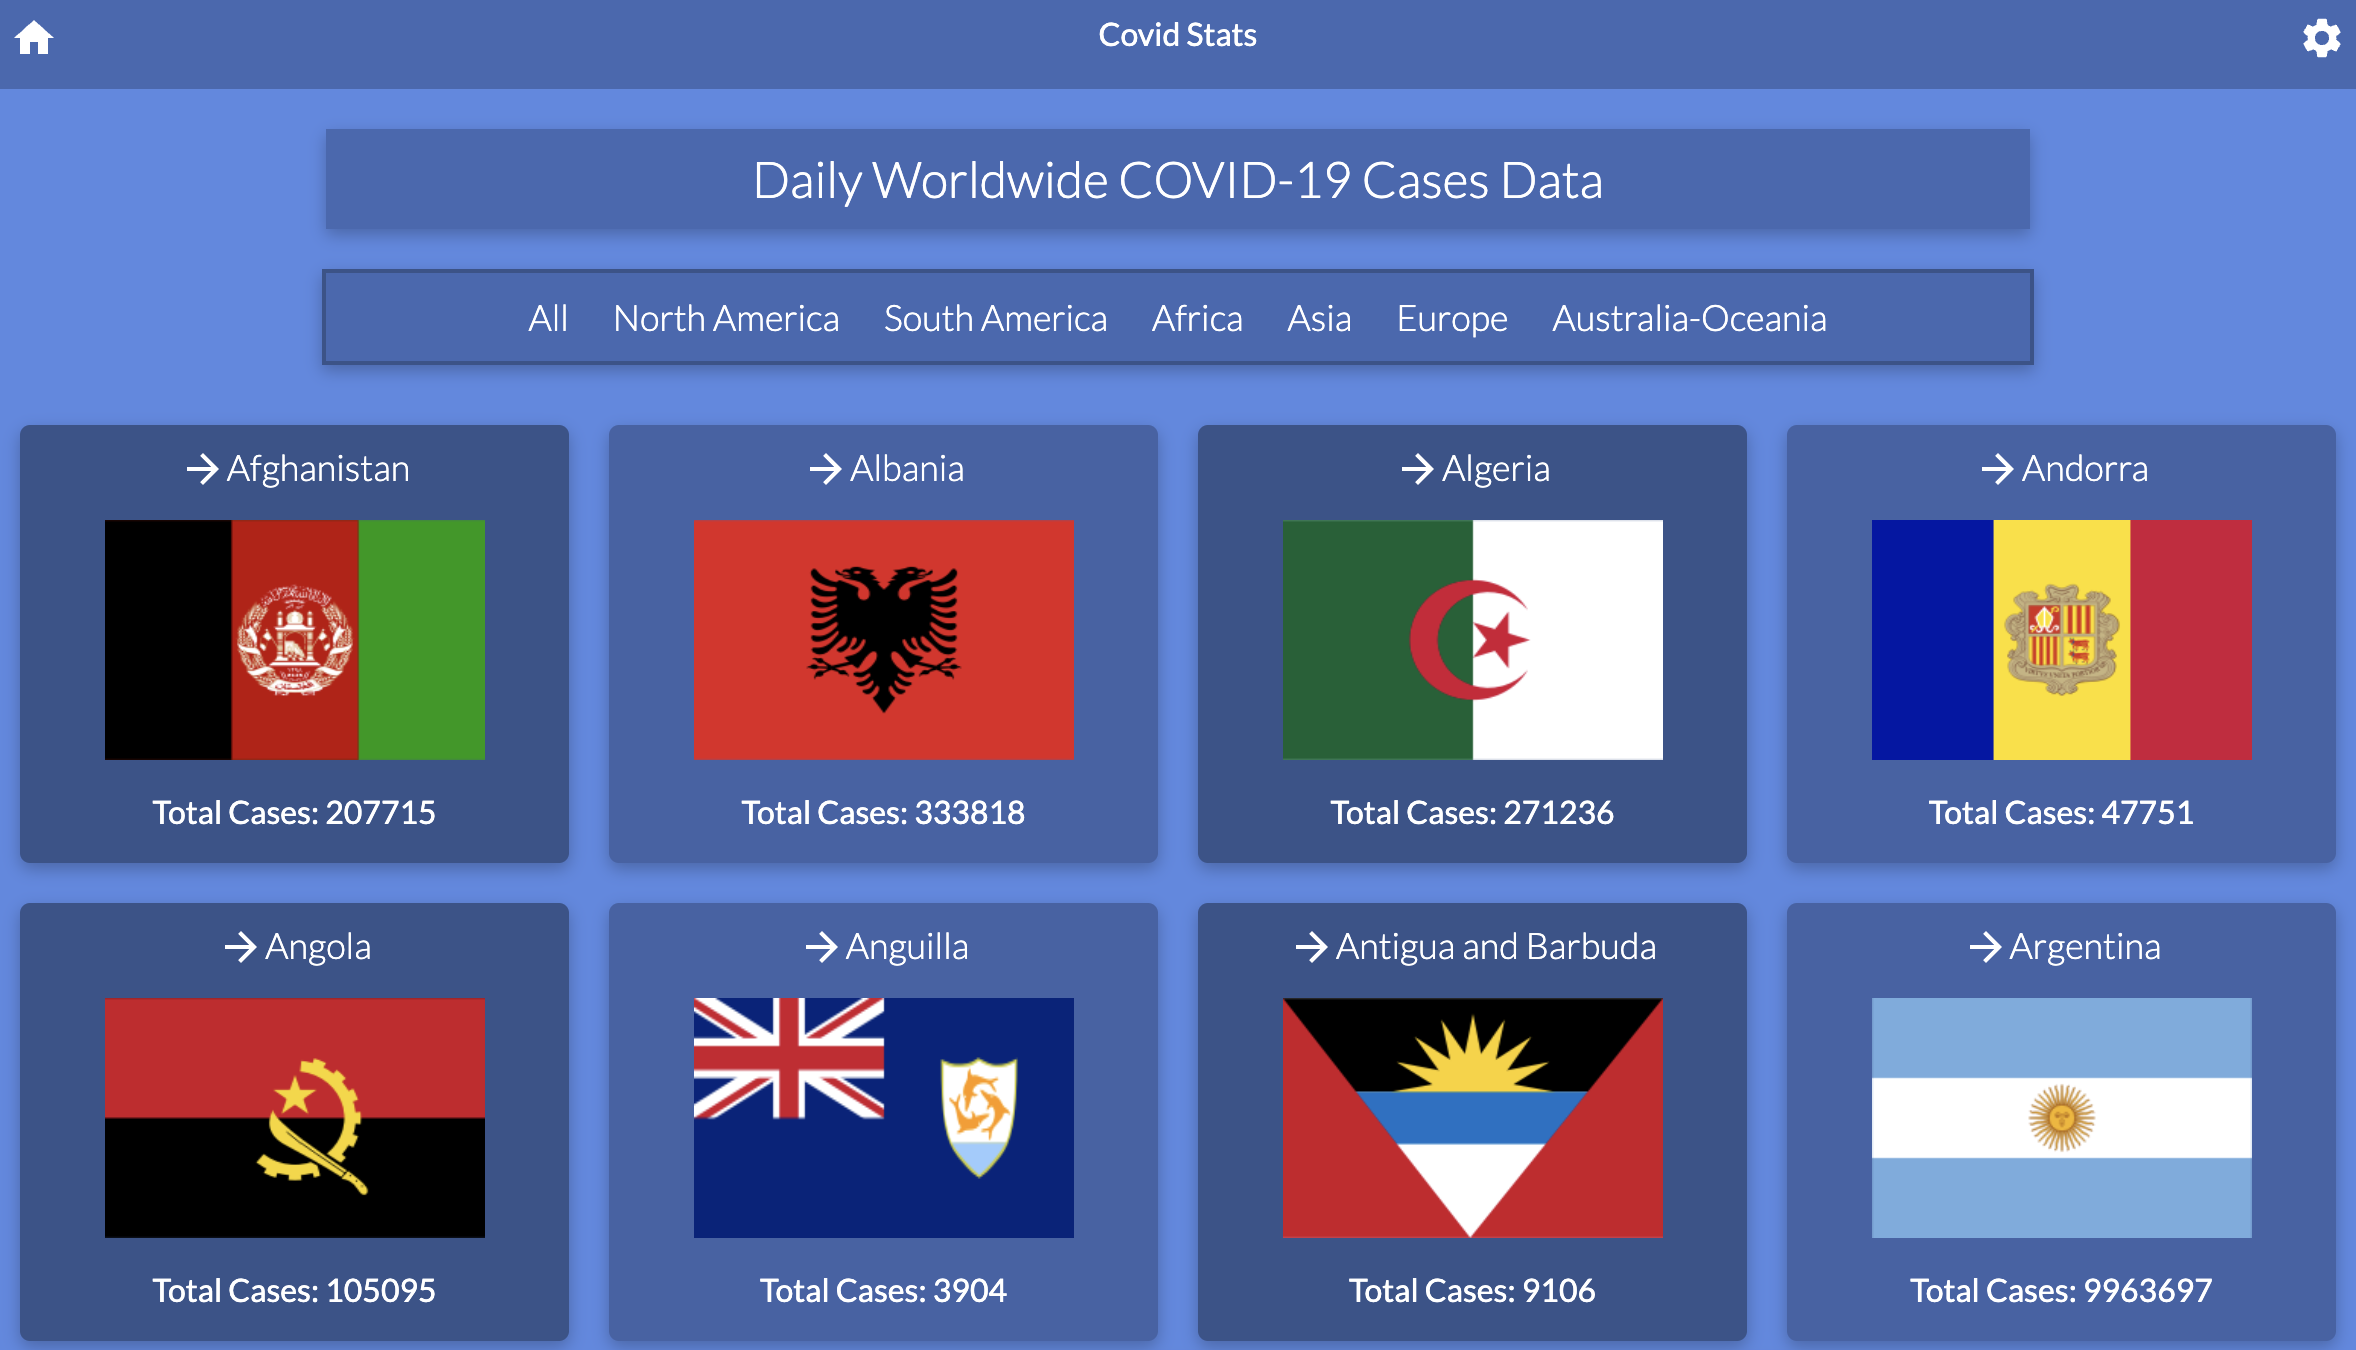 Covid Stats
Daily Worldwide COVID-19 Cases Data
All North America South America Africa Asia Europe Australia-Oceania
Afghanistan
Total Cases: 207715
Albania
Total Cases: 333818
Algeria
Total Cases: 271236
Andorra
Total Cases: 47751
Angola
Total Cases: 105095
Anguilla
Total Cases: 3904
Antigua and Barbuda
Total Cases: 9106
Argentina
Total Cases: 9963697